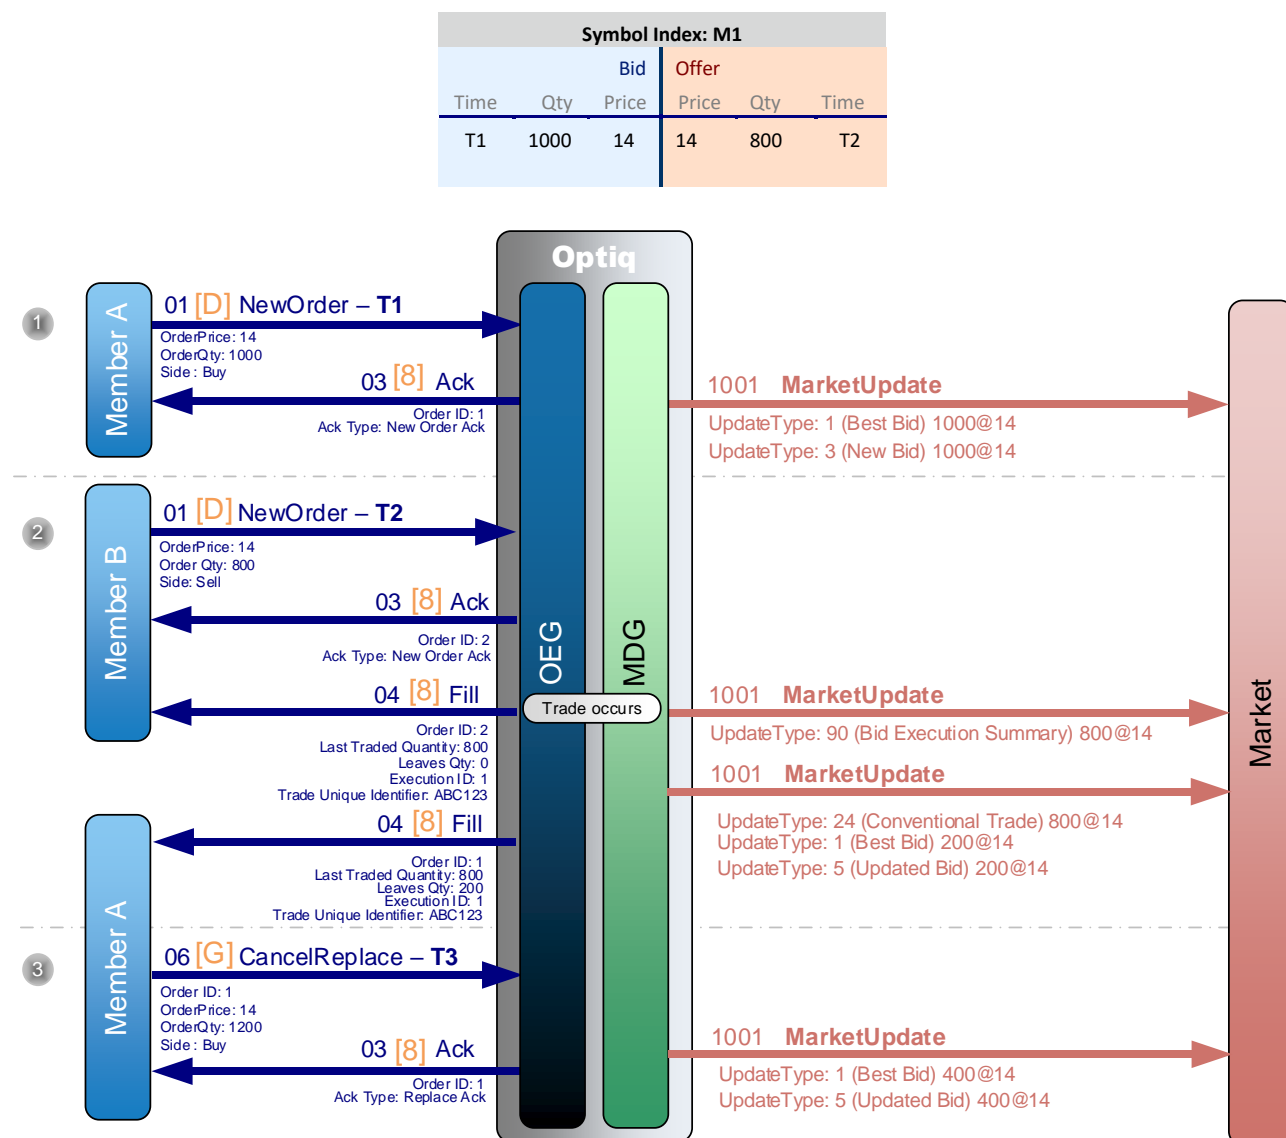 Symbol Index: M1
Bid Offer
Time Qty Price Price Qty Time
T1 1000 14 14 800 T2
Optiq
OEG
MDG
Market
1
Member A
01 [D] NewOrder – T1
OrderPrice: 14
OrderQty: 1000
Side : Buy
03 [8] Ack
Order ID: 1
Ack Type: New Order Ack
1001 MarketUpdate
UpdateType: 1 (Best Bid) 1000@14
UpdateType: 3 (New Bid) 1000@14
2
Member B
01 [D] NewOrder – T2
OrderPrice: 14
Order Qty: 800
Side: Sell
03 [8] Ack
Order ID: 2
Ack Type: New Order Ack
04 [8] Fill
Trade occurs
Order ID: 2
Last Traded Quantity: 800
Leaves Qty: 0
Execution ID: 1
Trade Unique Identifier: ABC123
1001 MarketUpdate
UpdateType: 90 (Bid Execution Summary) 800@14
1001 MarketUpdate
UpdateType: 24 (Conventional Trade) 800@14
UpdateType: 1 (Best Bid) 200@14
UpdateType: 5 (Updated Bid) 200@14
Member A
04 [8] Fill
Order ID: 1
Last Traded Quantity: 800
Leaves Qty: 200
Execution ID: 1
Trade Unique Identifier: ABC123
3
06 [G] CancelReplace – T3
Order ID: 1
OrderPrice: 14
OrderQty: 1200
Side : Buy
03 [8] Ack
Order ID: 1
Ack Type: Replace Ack
1001 MarketUpdate
UpdateType: 1 (Best Bid) 400@14
UpdateType: 5 (Updated Bid) 400@14